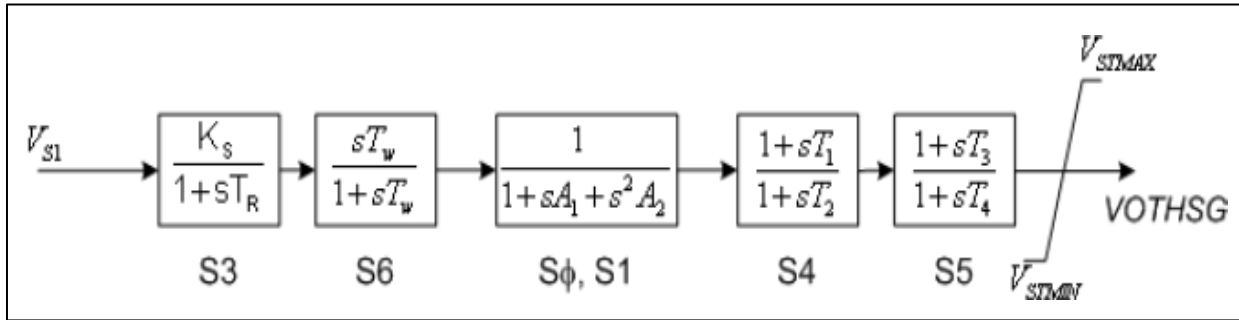 V_STMAX
V_S1
K_S
1+sT_R
sT_w
1+sT_w
1
1+sA_1+s^2A_2
1+sT_1
1+sT_2
1+sT_3
1+sT_4
VOTHSG
S3
S6
Sϕ, S1
S4
S5
V_STMIN